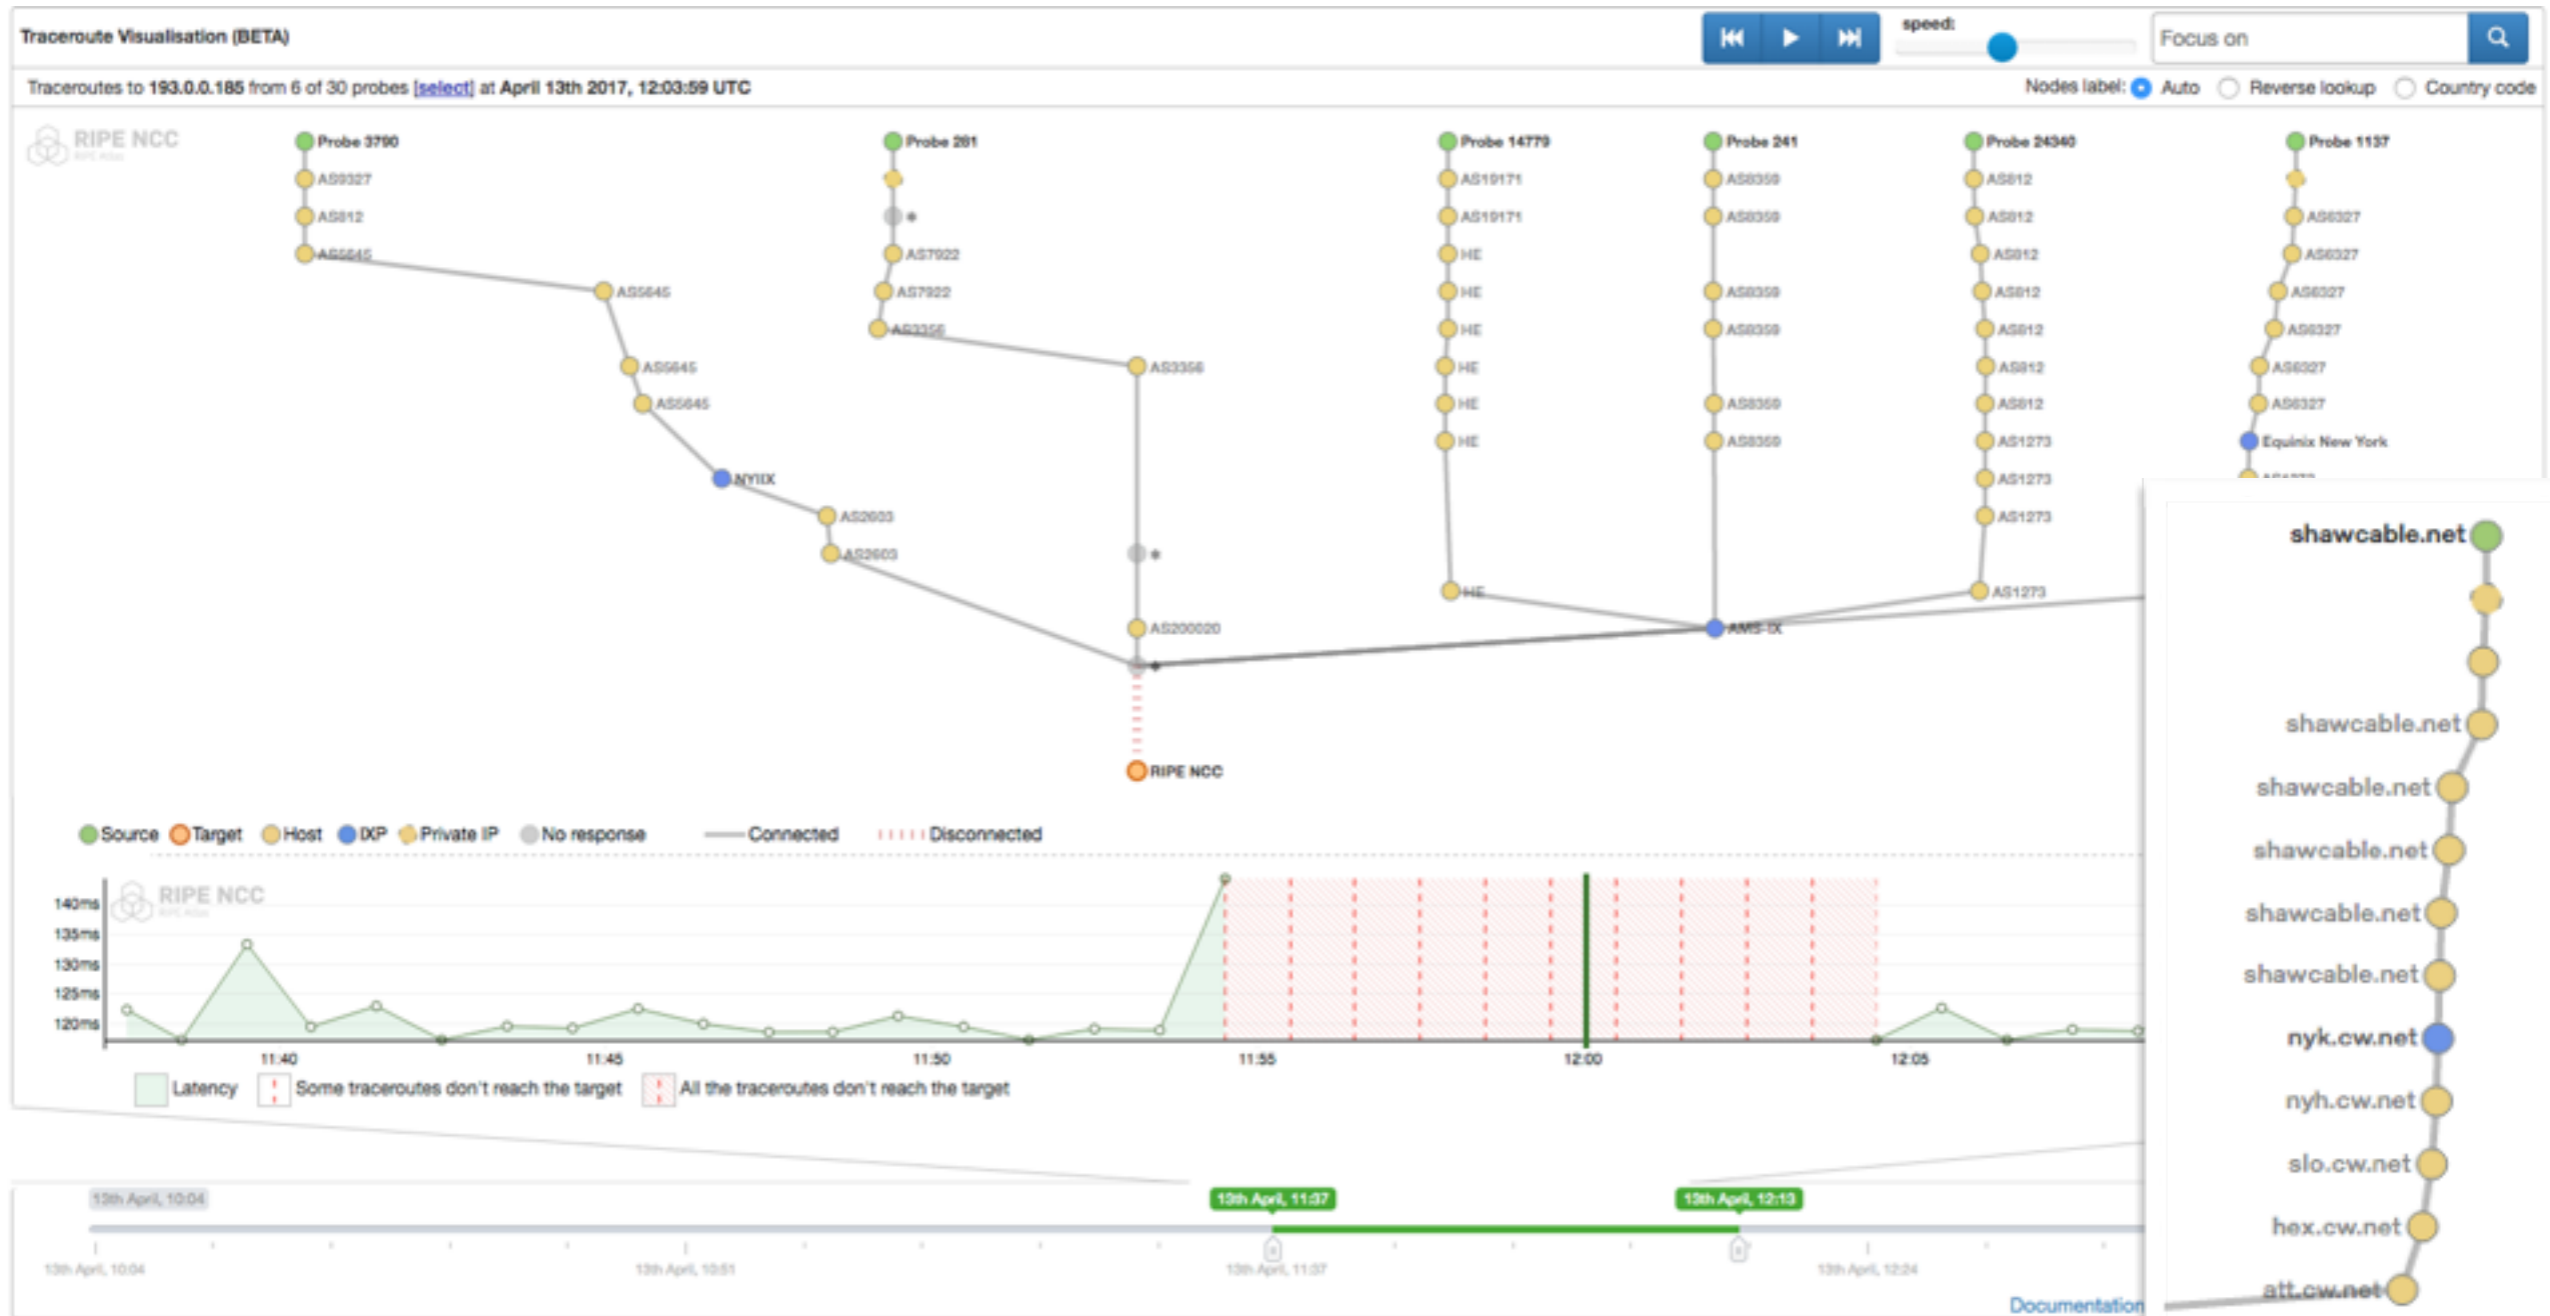 Traceroute Visualisation (BETA)
speed:
Focus on
Traceroutes to 193.0.0.185 from 6 of 30 probes [select] at April 13th 2017, 12:03:59 UTC
Nodes label: Auto Reverse lookup Country code
RIPE NCC
RIPE Atlas
Probe 3790 Probe 281 Probe 14779 Probe 241 Probe 24340 Probe 1137
AS9327 AS19171 AS8359 AS812
AS812 * AS19171 AS8359 AS812 AS6327
AS5645 AS7922 HE AS812 AS6327
AS5645 AS7922 HE AS8359 AS812 AS6327
AS3356 HE AS8359 AS812 AS6327
AS5645 AS3356 HE AS812 AS6327
AS5645 HE AS8359 AS812 AS6327
HE AS8359 AS1273 Equinix New York
NYIIX AS1273 AS1273
AS2603 AS1273
AS2603 *
HE AS1273
AS200020 AMS-IX
*
RIPE NCC
Source Target Host IXP Private IP No response Connected Disconnected
RIPE NCC
RIPE Atlas
140ms
135ms
130ms
125ms
120ms
11:40 11:45 11:50 11:55 12:00 12:05
Latency Some traceroutes don't reach the target All the traceroutes don't reach the target
13th April, 10:04 13th April, 11:37 13th April, 12:13
13th April, 10:04 13th April, 10:51 13th April, 11:37 13th April, 12:24
Documentation
shawcable.net
shawcable.net
shawcable.net
shawcable.net
shawcable.net
shawcable.net
nyk.cw.net
nyh.cw.net
slo.cw.net
hex.cw.net
att.cw.net